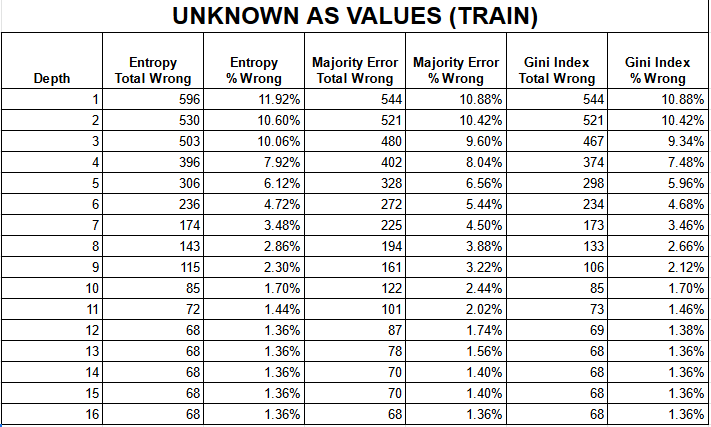 UNKNOWN AS VALUES (TRAIN)
Depth Entropy Total Wrong Entropy % Wrong Majority Error Total Wrong Majority Error % Wrong Gini Index Total Wrong Gini Index % Wrong
1 596 11.92% 544 10.88% 544 10.88%
2 530 10.60% 521 10.42% 521 10.42%
3 503 10.06% 480 9.60% 467 9.34%
4 396 7.92% 402 8.04% 374 7.48%
5 306 6.12% 328 6.56% 298 5.96%
6 236 4.72% 272 5.44% 234 4.68%
7 174 3.48% 225 4.50% 173 3.46%
8 143 2.86% 194 3.88% 133 2.66%
9 115 2.30% 161 3.22% 106 2.12%
10 85 1.70% 122 2.44% 85 1.70%
11 72 1.44% 101 2.02% 73 1.46%
12 68 1.36% 87 1.74% 69 1.38%
13 68 1.36% 78 1.56% 68 1.36%
14 68 1.36% 70 1.40% 68 1.36%
15 68 1.36% 70 1.40% 68 1.36%
16 68 1.36% 68 1.36% 68 1.36%